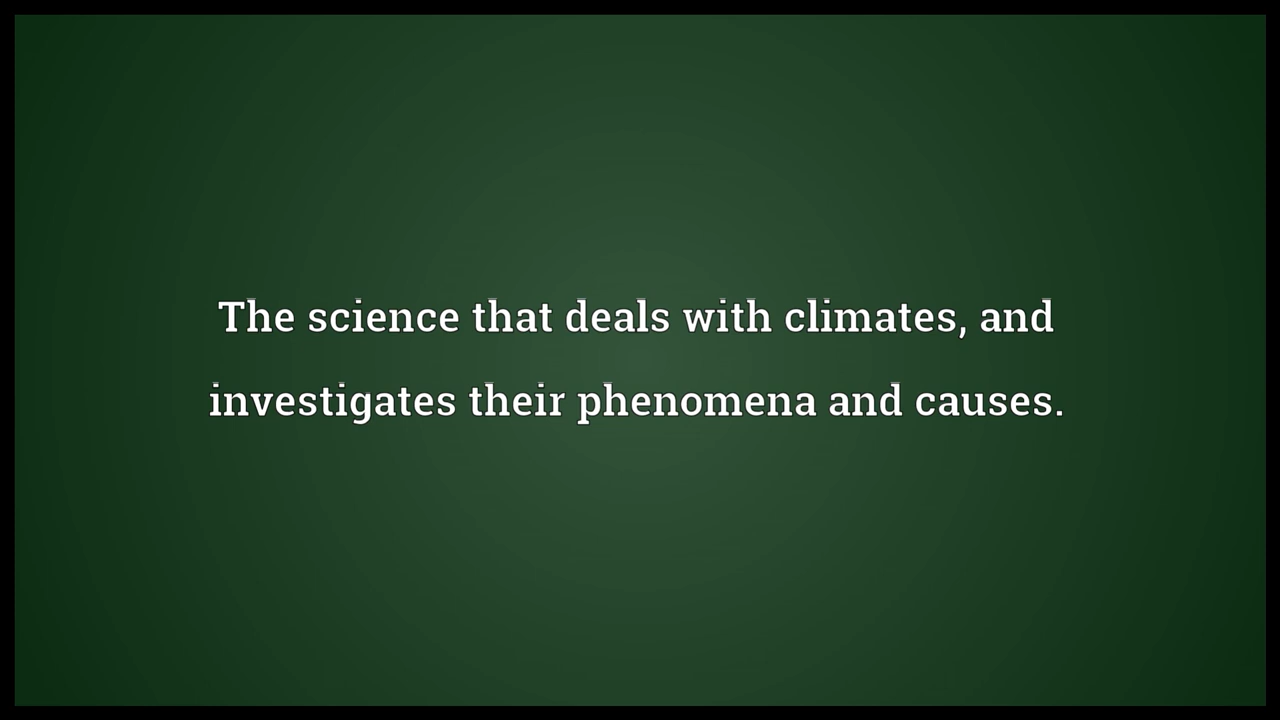 The science that deals with climates, and
investigates their phenomena and causes.